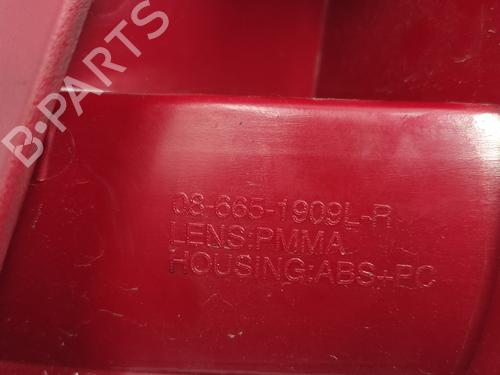 B-PARTS
08-665-1909L-R
LENS:PMMA
HOUSING:ABS+PC